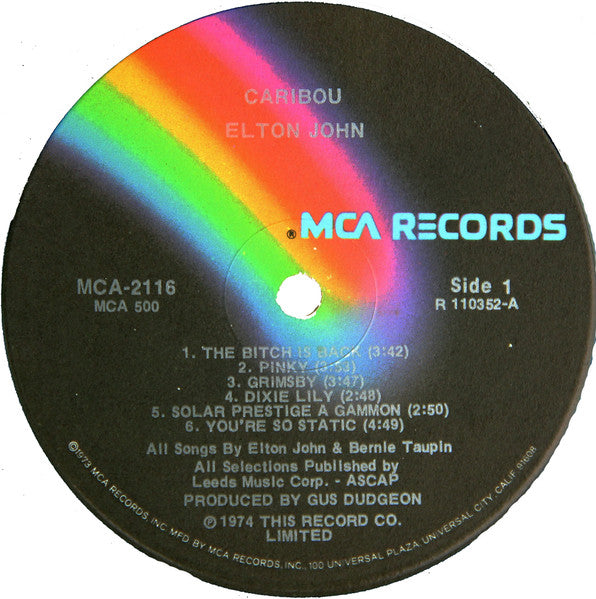 CARIBOU
ELTON JOHN
® MCA RECORDS
MCA-2116
MCA 500
Side 1
R 110352-A
1. THE BITCH IS BACK (3:42)
2. PINKY (3:53)
3. GRIMSBY (3:47)
4. DIXIE LILY (2:48)
5. SOLAR PRESTIGE A GAMMON (2:50)
6. YOU'RE SO STATIC (4:49)
All Songs By Elton John & Bernie Taupin
All Selections Published by
Leeds Music Corp. - ASCAP
PRODUCED BY GUS DUDGEON
℗ 1974 THIS RECORD CO.
LIMITED
©1973 MCA RECORDS, INC. MFD BY MCA RECORDS, INC., 100 UNIVERSAL PLAZA, UNIVERSAL CITY, CALIF. 91608